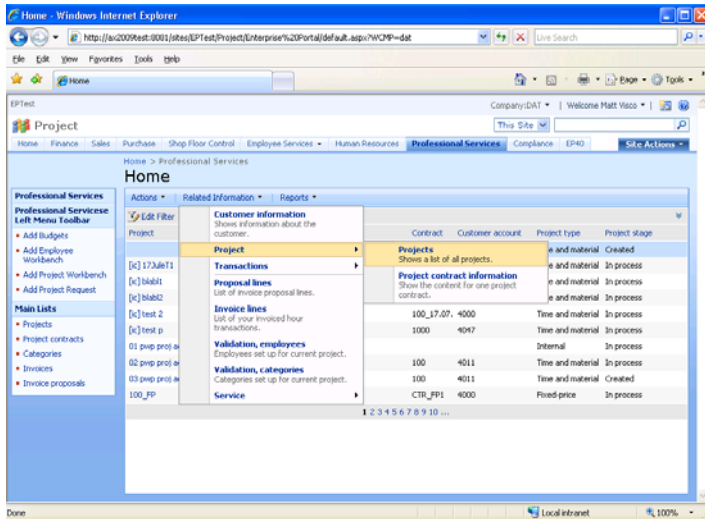 Home - Windows Internet Explorer
http://ax2009test:8081/sites/EPTest/Project/Enterprise%20Portal/default.aspx?WCMP=dat
Live Search
File Edit View Favorites Tools Help
Home
Page Tools
EPTest
Company:DAT Welcome Matt Visco
Project
This Site
Home Finance Sales Purchase Shop Floor Control Employee Services Human Resources Professional Services Compliance EP40 Site Actions
Home > Professional Services
Home
Professional Services
Professional Servicese
Left Menu Toolbar
Add Budgets
Add Employee
Workbench
Add Project Workbench
Add Project Request
Main Lists
Projects
Project contracts
Categories
Invoices
Invoice proposals
Actions Related Information Reports
Edit Filter
Project Contract Customer account Project type Project stage
e and material Created
[ic] 17JuleT1 e and material In process
[ic] blabl1 e and material In process
[ic] blabl2 e and material In process
[ic] test 2 100_17.07. 4000 Time and material In process
[ic] test p 1000 4047 Time and material In process
01 pwp proj a Internal In process
02 pwp proj a 100 4011 Time and material In process
03 pwp proj a 100 4011 Time and material Created
100_FP CTR_FP1 4000 Fixed-price In process
1 2 3 4 5 6 7 8 9 10 ...
Customer information
Shows information about the
customer.
Project
Transactions
Proposal lines
List of invoice proposal lines.
Invoice lines
List of your invoiced hour
transactions.
Validation, employees
Employees set up for current project.
Validation, categories
Categories set up for current project.
Service
Projects
Shows a list of all projects.
Project contract information
Show the content for one project
contract.
Done
Local intranet
100%